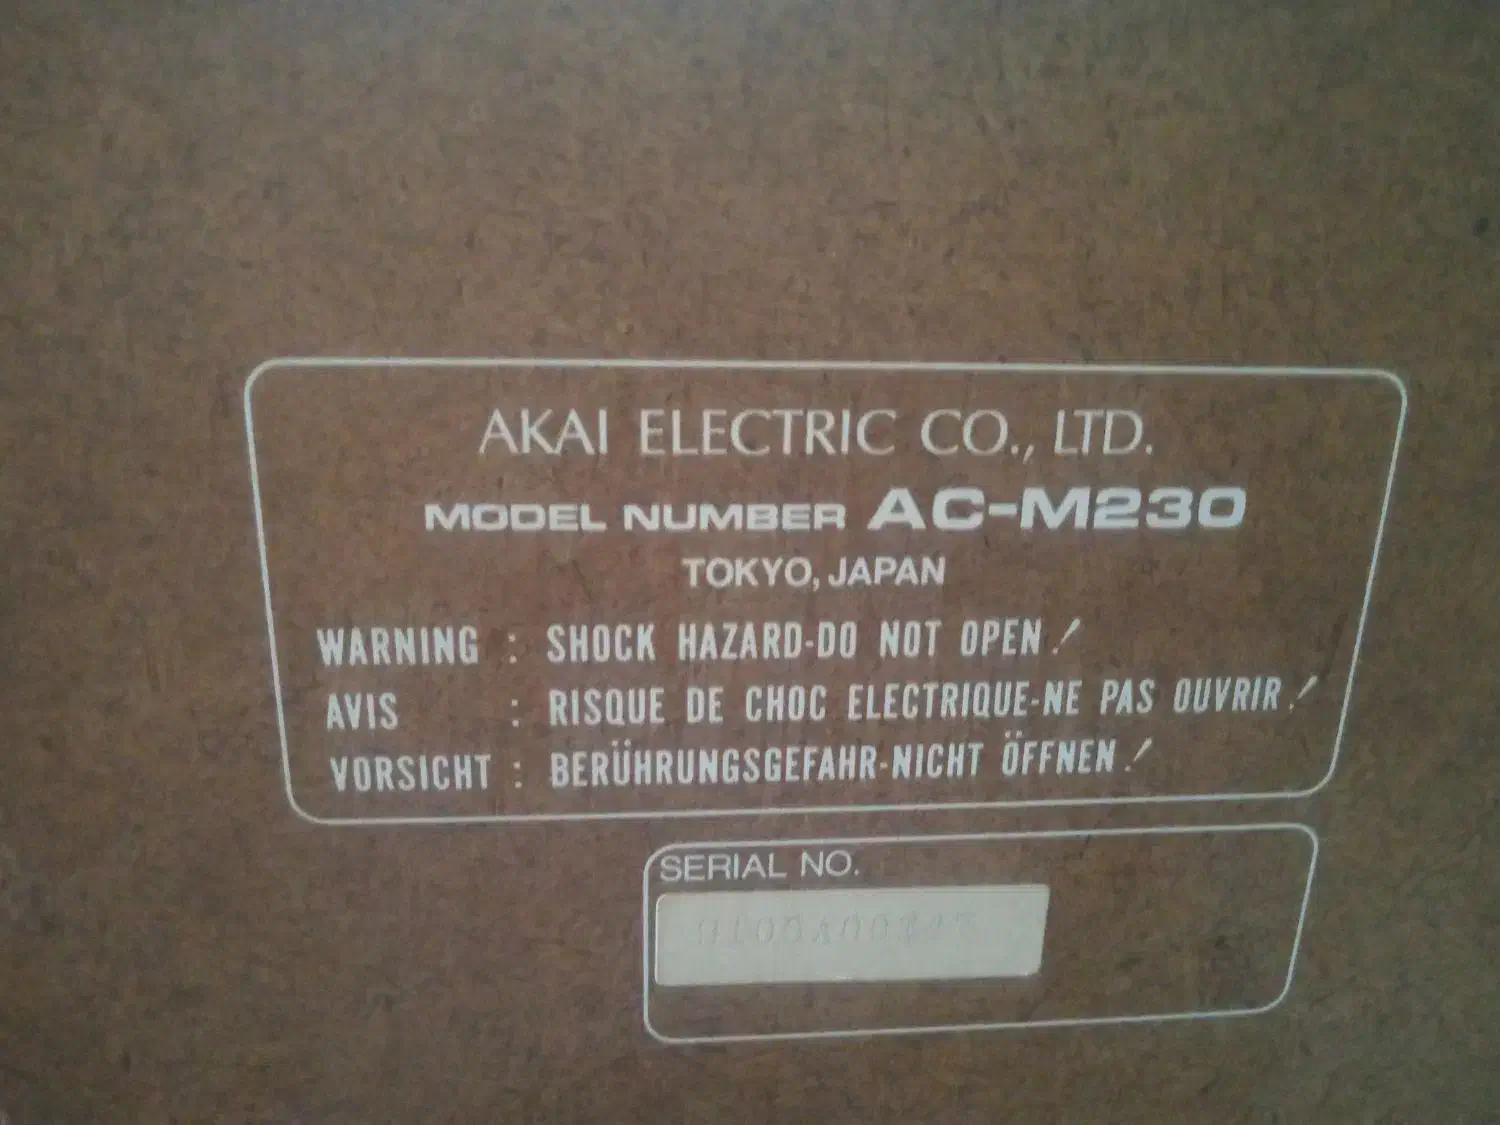 AKAI ELECTRIC CO., LTD.
MODEL NUMBER AC-M230
TOKYO, JAPAN
WARNING : SHOCK HAZARD-DO NOT OPEN!
AVIS : RISQUE DE CHOC ELECTRIQUE-NE PAS OUVRIR!
VORSICHT : BERÜHRUNGSGEFAHR-NICHT ÖFFNEN!
SERIAL NO.